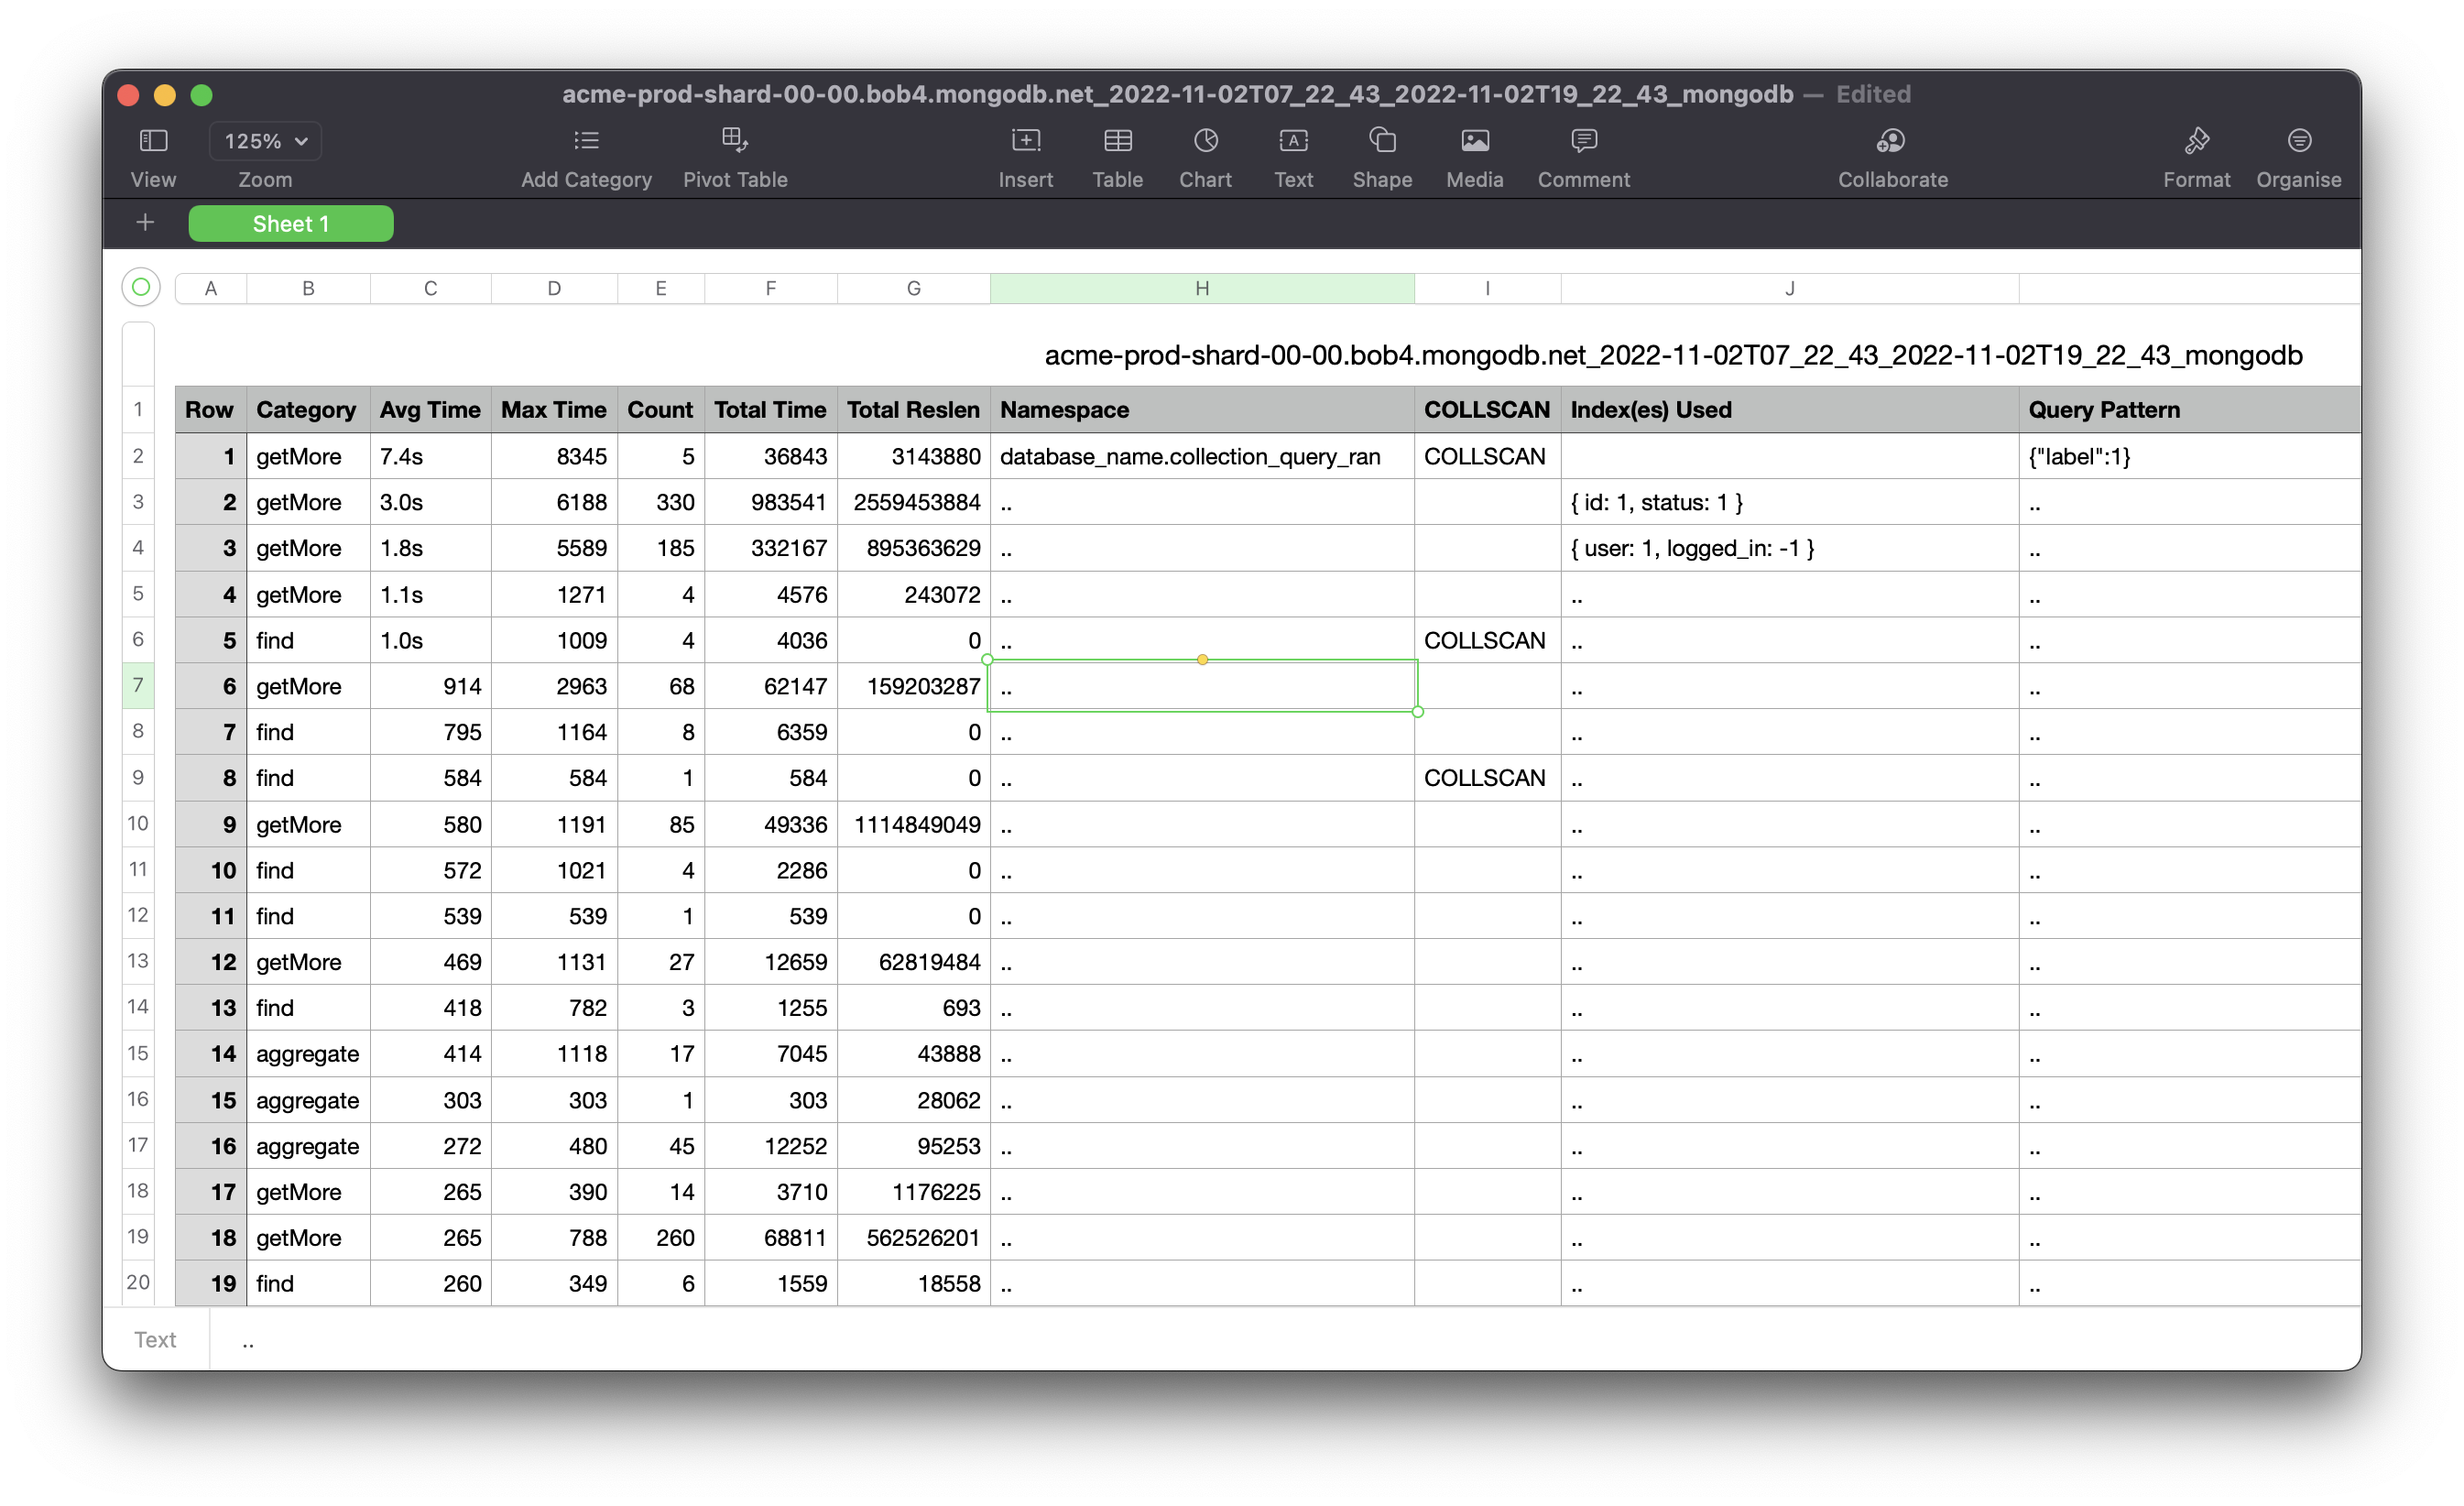 acme-prod-shard-00-00.bob4.mongodb.net_2022-11-02T07_22_43_2022-11-02T19_22_43_mongodb — Edited
125%
View Zoom Add Category Pivot Table Insert Table Chart Text Shape Media Comment Collaborate Format Organise
+ Sheet 1
A B C D E F G H I J
acme-prod-shard-00-00.bob4.mongodb.net_2022-11-02T07_22_43_2022-11-02T19_22_43_mongodb
1 Row Category Avg Time Max Time Count Total Time Total Reslen Namespace COLLSCAN Index(es) Used Query Pattern
2 1 getMore 7.4s 8345 5 36843 3143880 database_name.collection_query_ran COLLSCAN {"label":1}
3 2 getMore 3.0s 6188 330 983541 2559453884 .. { id: 1, status: 1 } ..
4 3 getMore 1.8s 5589 185 332167 895363629 .. { user: 1, logged_in: -1 } ..
5 4 getMore 1.1s 1271 4 4576 243072 .. .. ..
6 5 find 1.0s 1009 4 4036 0 .. COLLSCAN .. ..
7 6 getMore 914 2963 68 62147 159203287 .. .. ..
8 7 find 795 1164 8 6359 0 .. .. ..
9 8 find 584 584 1 584 0 .. COLLSCAN .. ..
10 9 getMore 580 1191 85 49336 1114849049 .. .. ..
11 10 find 572 1021 4 2286 0 .. .. ..
12 11 find 539 539 1 539 0 .. .. ..
13 12 getMore 469 1131 27 12659 62819484 .. .. ..
14 13 find 418 782 3 1255 693 .. .. ..
15 14 aggregate 414 1118 17 7045 43888 .. .. ..
16 15 aggregate 303 303 1 303 28062 .. .. ..
17 16 aggregate 272 480 45 12252 95253 .. .. ..
18 17 getMore 265 390 14 3710 1176225 .. .. ..
19 18 getMore 265 788 260 68811 562526201 .. .. ..
20 19 find 260 349 6 1559 18558 .. .. ..
Text ..